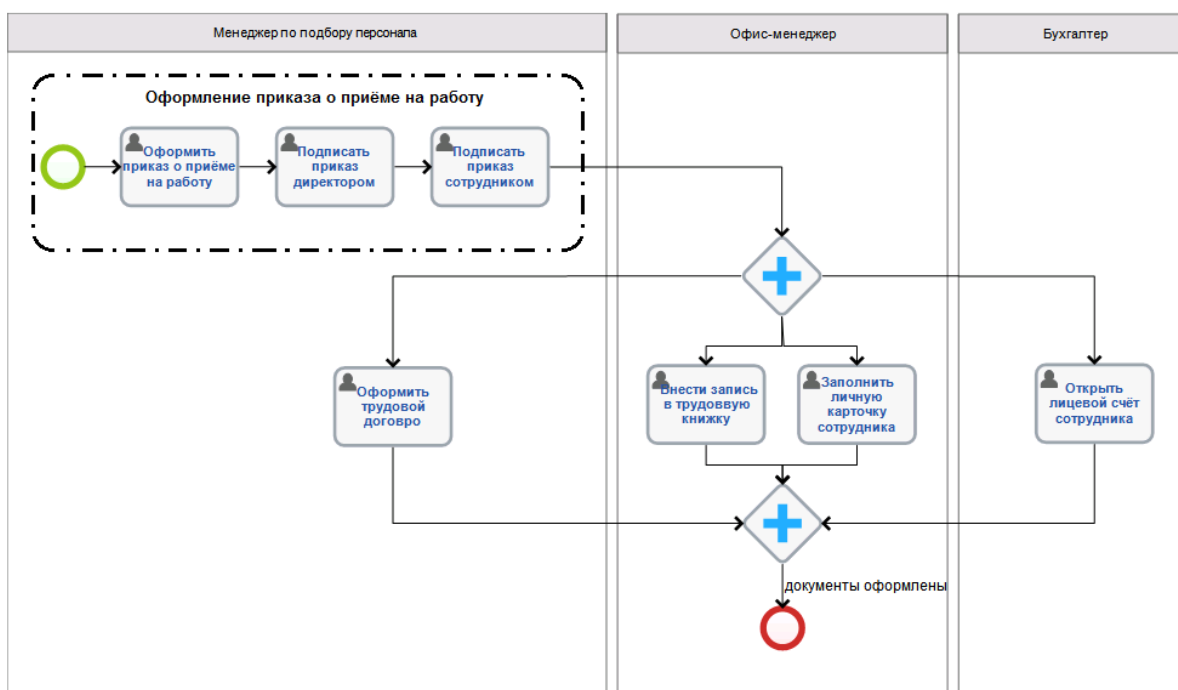 Менеджер по подбору персонала
Офис-менеджер
Бухгалтер
Оформление приказа о приёме на работу
Оформить
приказ о приёме
на работу
Подписать
приказ
директором
Подписать
приказ
сотрудником
Оформить
трудовой
договро
Внести запись
в трудоввую
книжку
Заполнить
личную
карточку
сотрудника
Открыть
лицевой счёт
сотрудника
документы оформлены